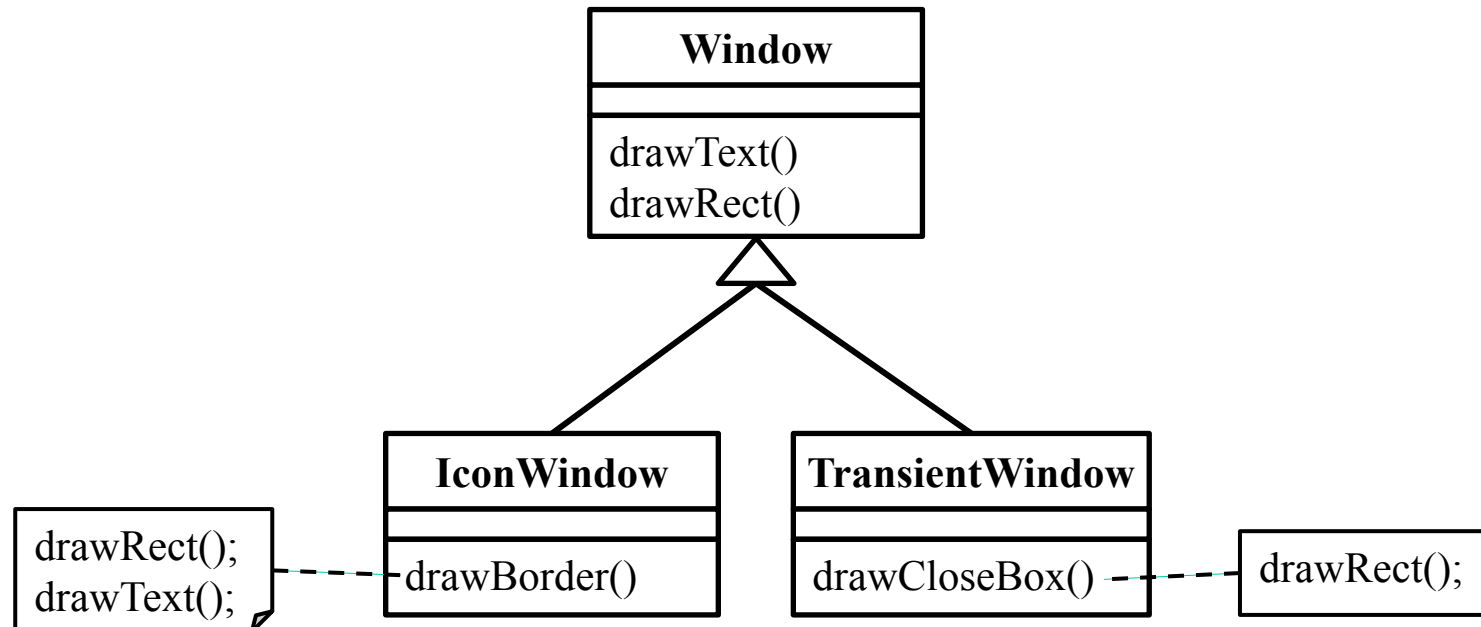 Window
drawText()
drawRect()
IconWindow
TransientWindow
drawRect();
drawText();
drawBorder()
drawCloseBox()
drawRect();